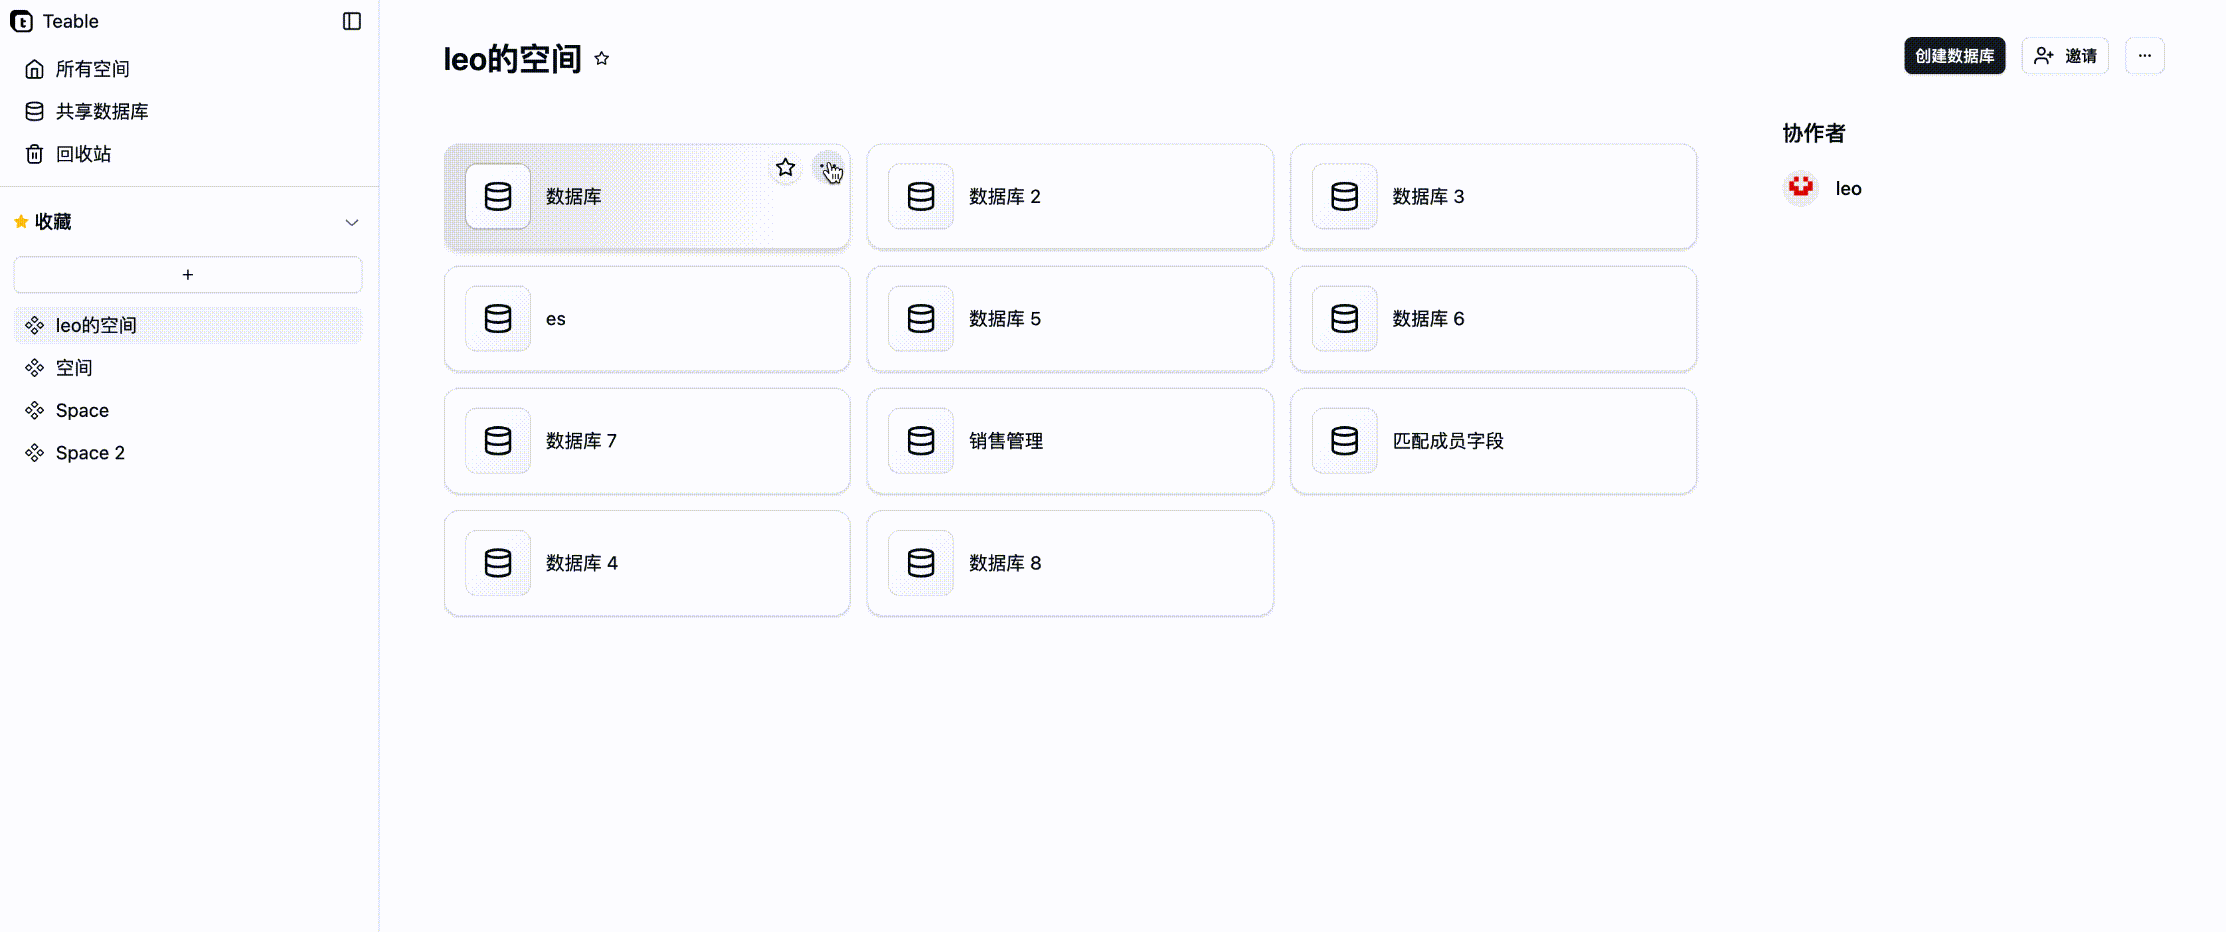 Teable
所有空间
共享数据库
回收站
收藏
+
leo的空间
空间
Space
Space 2
leo的空间
创建数据库
邀请
数据库
数据库 2
数据库 3
es
数据库 5
数据库 6
数据库 7
销售管理
匹配成员字段
数据库 4
数据库 8
协作者
leo